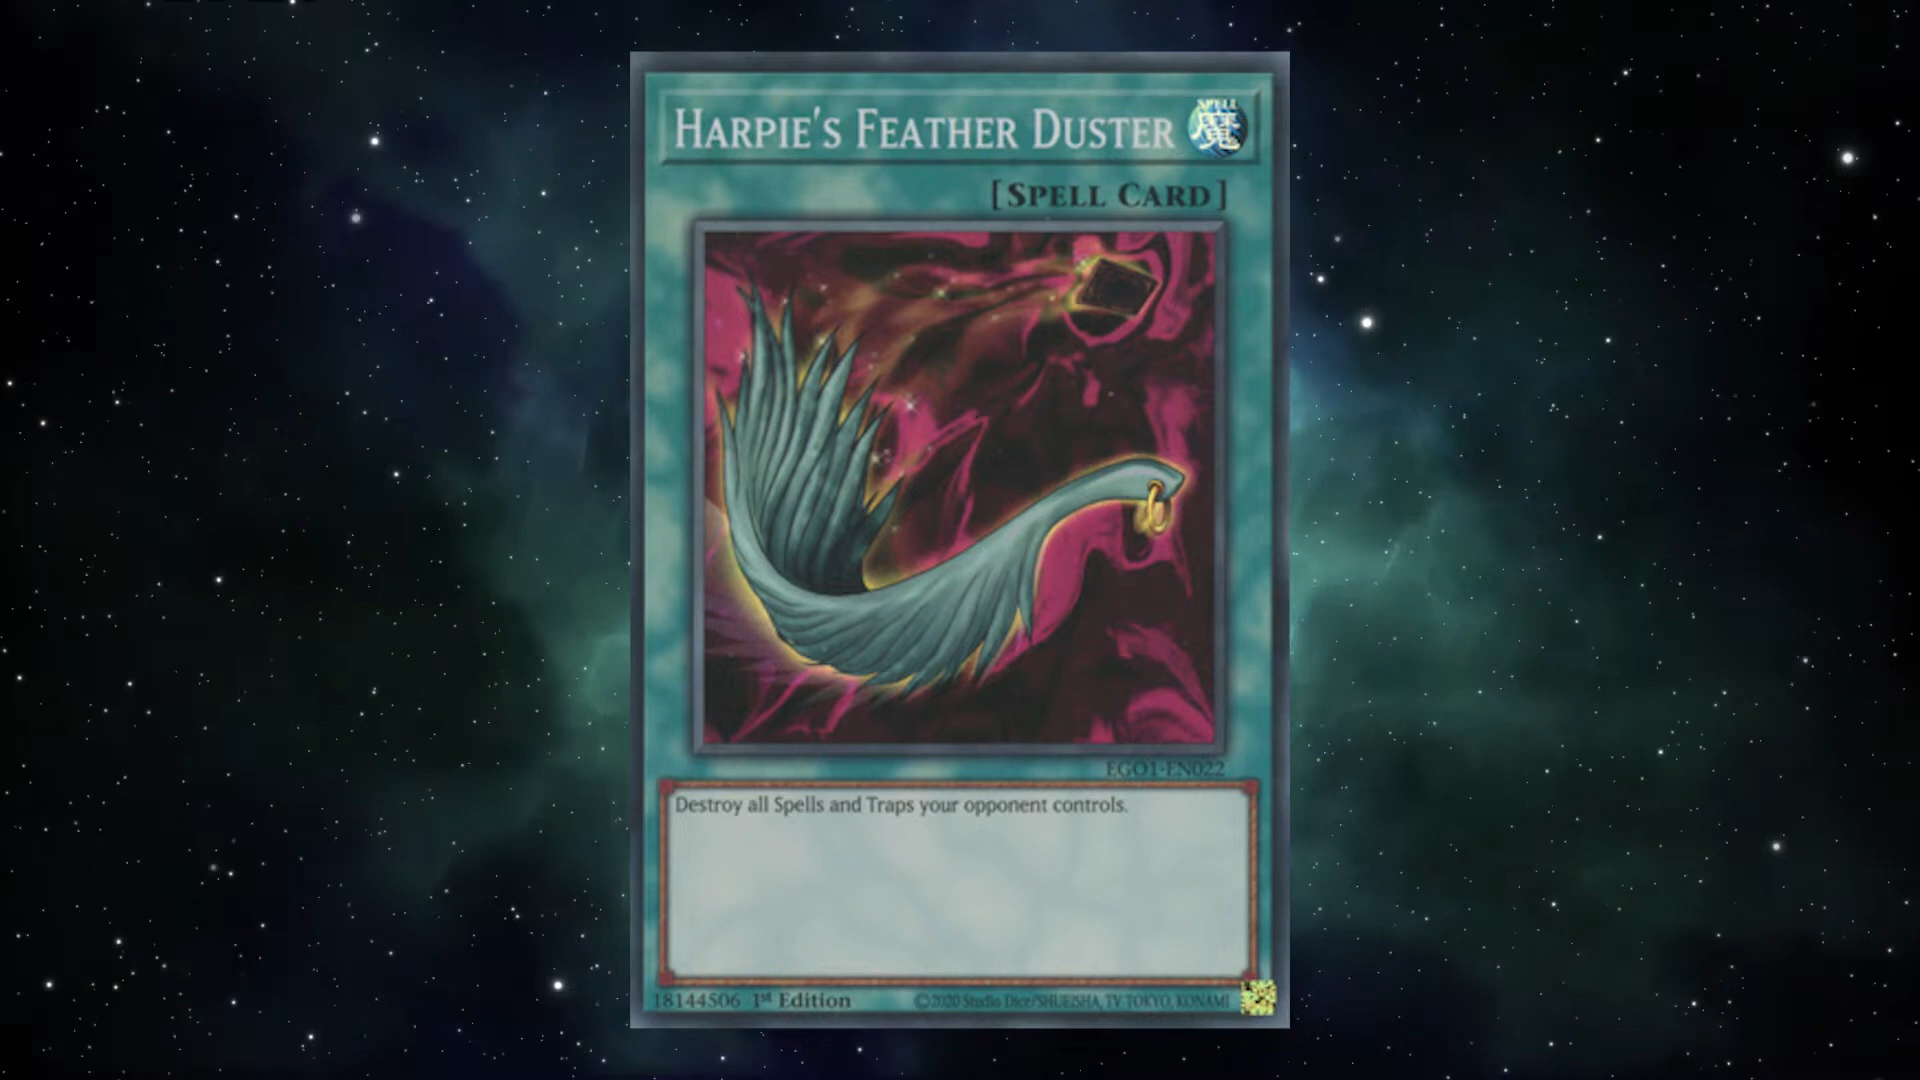 HARPIE'S FEATHER DUSTER
SPELL
魔
[SPELL CARD]
EGO1-EN022
Destroy all Spells and Traps your opponent controls.
18144506 1st Edition ©2020 Studio Dice/SHUEISHA, TV TOKYO, KONAMI